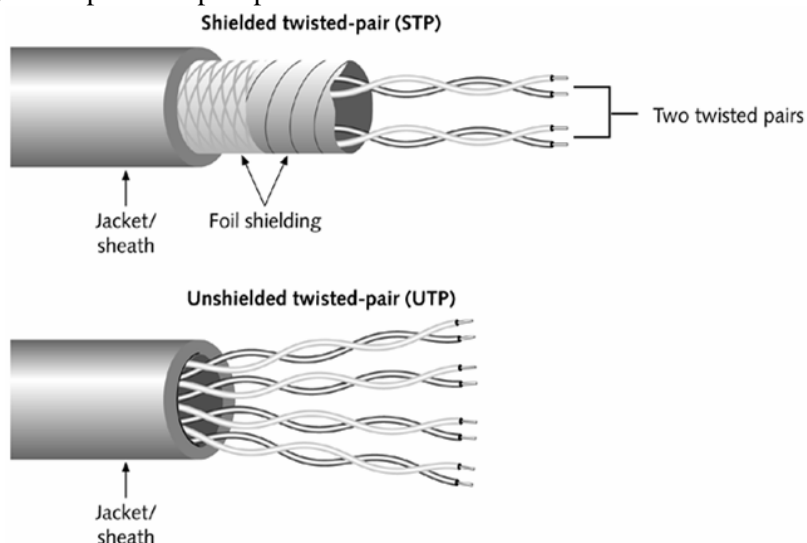 Shielded twisted-pair (STP)
Two twisted pairs
Jacket/
sheath
Foil shielding
Unshielded twisted-pair (UTP)
Jacket/
sheath